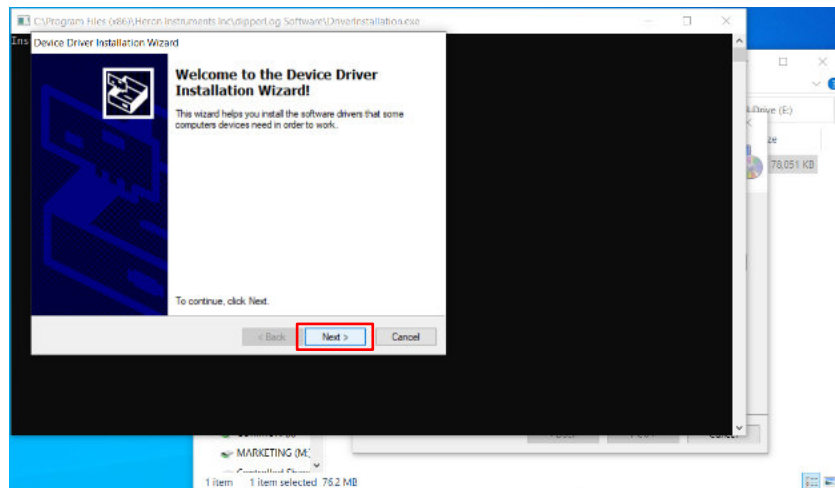 C:\Program Files (x86)\Heron Instruments Inc\dipperLog Software\DriverInstallation.exe
Ins
Device Driver Installation Wizard
Welcome to the Device Driver
Installation Wizard!
This wizard helps you install the software drivers that some
computers devices need in order to work.
To continue, click Next.
< Back
Next >
Cancel
(E:)
78,051 KB
MARKETING (M:
1 item 1 item selected 76.2 MB